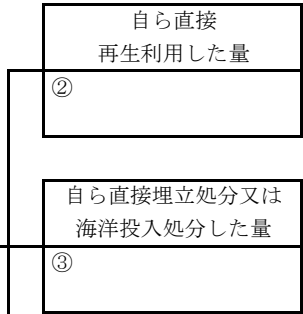 自ら直接
再生利用した量
②
自ら直接埋立処分又は
海洋投入処分した量
③